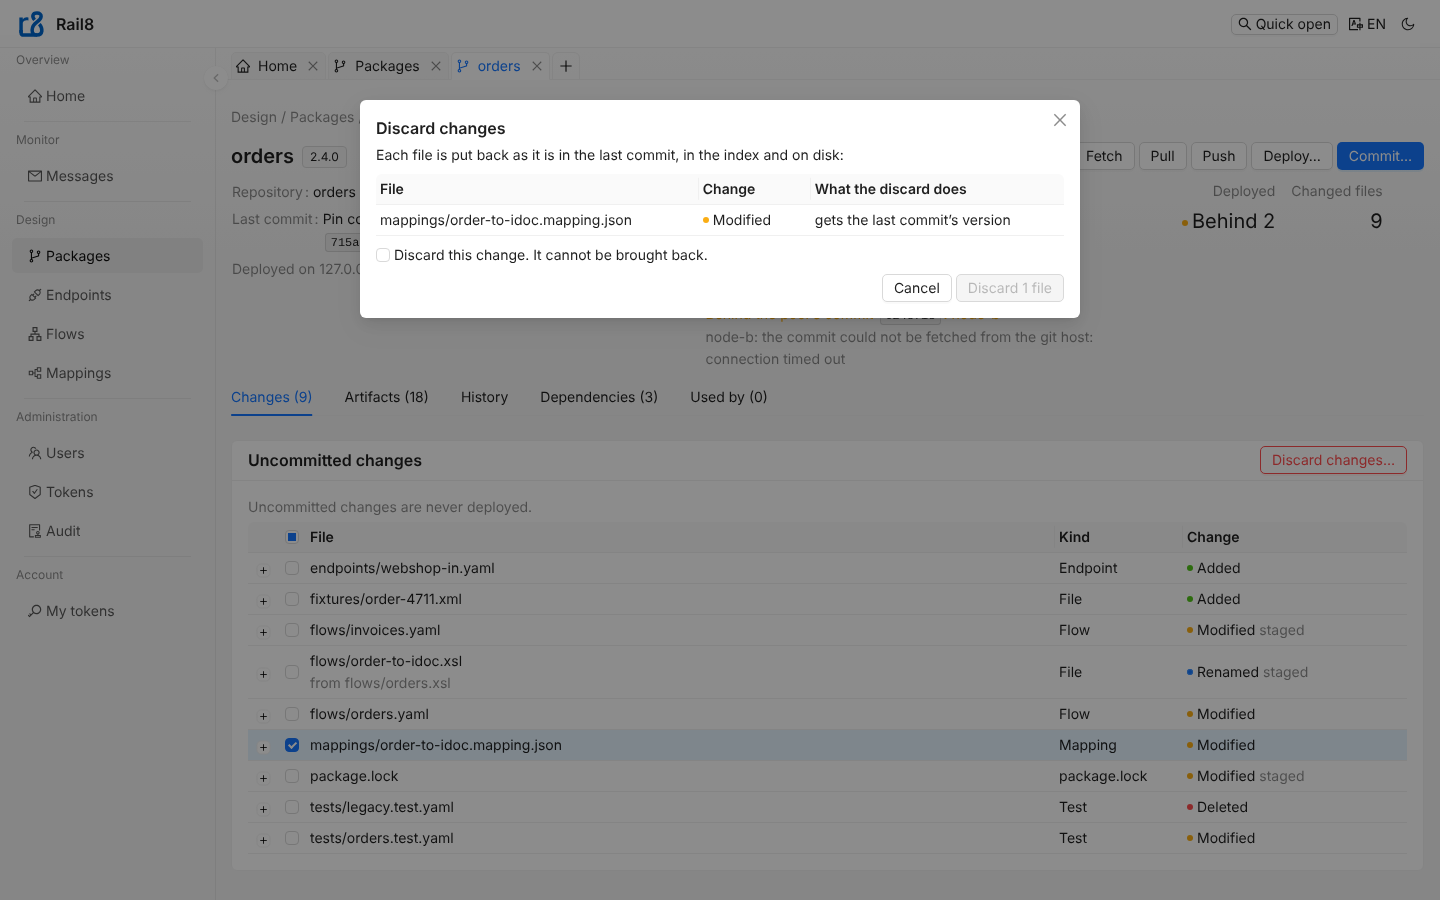 Rail8
Quick open
EN
Overview
Home
Monitor
Messages
Design
Packages
Endpoints
Flows
Mappings
Administration
Users
Tokens
Audit
Account
My tokens
Home
Packages
orders
Design / Packages
orders 2.4.0
Fetch
Pull
Push
Deploy...
Commit...
Repository: orders
Last commit: Pin
715a
Deployed on 127.0.0
Deployed
Changed files
Behind 2
9
Discard changes
Each file is put back as it is in the last commit, in the index and on disk:
File Change What the discard does
mappings/order-to-idoc.mapping.json Modified gets the last commit's version
Discard this change. It cannot be brought back.
Cancel
Discard 1 file
node-b: the commit could not be fetched from the git host:
connection timed out
Changes (9)
Artifacts (18)
History
Dependencies (3)
Used by (0)
Uncommitted changes
Discard changes...
Uncommitted changes are never deployed.
File Kind Change
endpoints/webshop-in.yaml Endpoint Added
fixtures/order-4711.xml File Added
flows/invoices.yaml Flow Modified staged
flows/order-to-idoc.xsl File Renamed staged
from flows/orders.xsl
flows/orders.yaml Flow Modified
mappings/order-to-idoc.mapping.json Mapping Modified
package.lock package.lock Modified staged
tests/legacy.test.yaml Test Deleted
tests/orders.test.yaml Test Modified